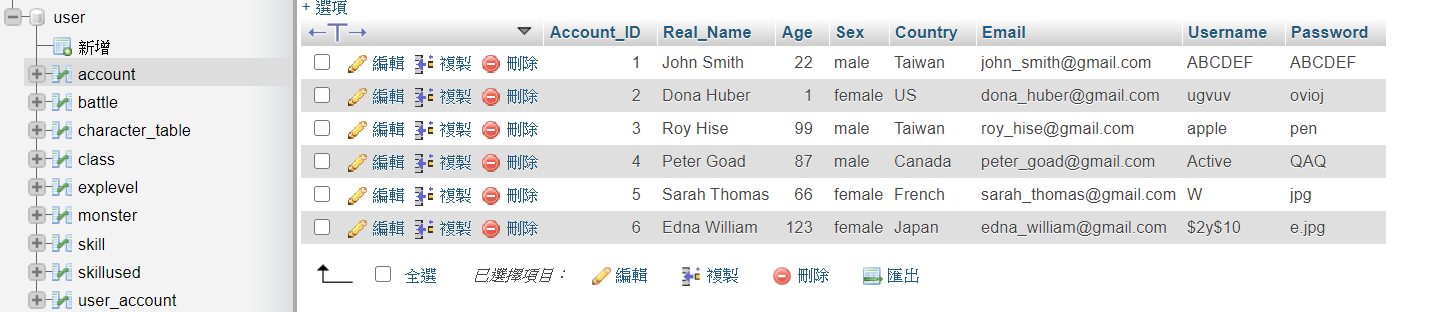 user
新增
account
battle
character_table
class
explevel
monster
skill
skillused
user_account
+ 選項
←T→ Account_ID Real_Name Age Sex Country Email Username Password
編輯 複製 刪除 1 John Smith 22 male Taiwan john_smith@gmail.com ABCDEF ABCDEF
編輯 複製 刪除 2 Dona Huber 1 female US dona_huber@gmail.com ugvuv ovioj
編輯 複製 刪除 3 Roy Hise 99 male Taiwan roy_hise@gmail.com apple pen
編輯 複製 刪除 4 Peter Goad 87 male Canada peter_goad@gmail.com Active QAQ
編輯 複製 刪除 5 Sarah Thomas 66 female French sarah_thomas@gmail.com W jpg
編輯 複製 刪除 6 Edna William 123 female Japan edna_william@gmail.com $2y$10 e.jpg
全選 已選擇項目： 編輯 複製 刪除 匯出